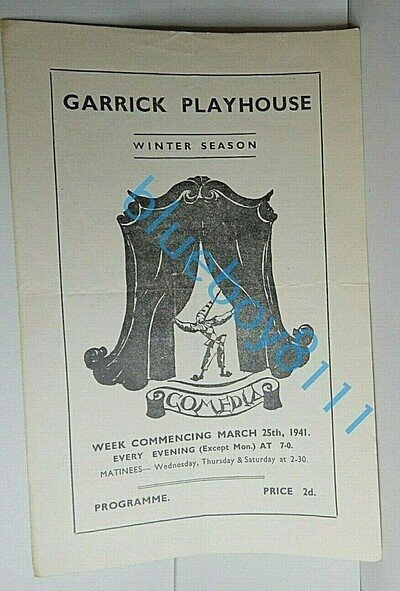 GARRICK PLAYHOUSE
WINTER SEASON
COMEDIA
WEEK COMMENCING MARCH 25th, 1941.
EVERY EVENING (Except Mon.) AT 7-0.
MATINEES— Wednesday, Thursday & Saturday at 2-30.
PROGRAMME. PRICE 2d.
blueboy8111